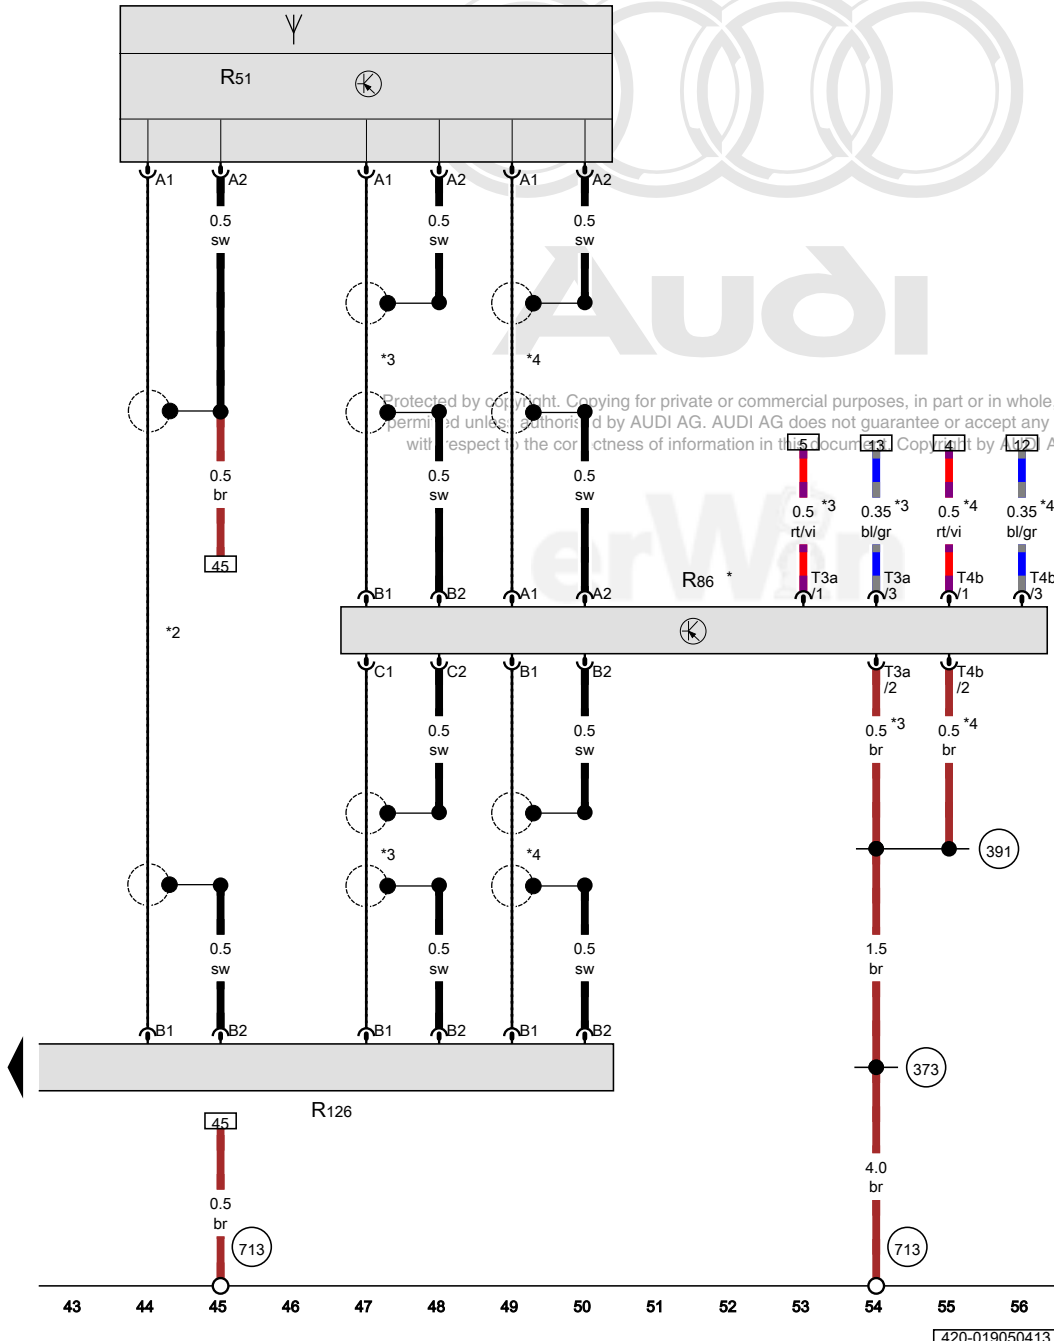 R51
A1 A2 A1 A2 A1 A2
0.5 0.5 0.5
sw sw sw
*3 *4
Audi
Protected by copyright. Copying for private or commercial purposes, in part or in whole
permitted unless authorised by AUDI AG. AUDI AG does not guarantee or accept any
with respect to the correctness of information in this document. Copyright by AUDI A
5 13 4 12
0.5 0.5 0.5
br sw sw
0.5 *3 0.35 *3 0.5 *4 0.35 *4
rt/vi bl/gr rt/vi bl/gr
erWin
45
R86 *
T3a T4b T4b
B1 B2 A1 A2 /1 T3a/3 /1 /3
*2
C1 C2 B1 B2 T3a/2 T4b/2
0.5 0.5 0.5 *3 0.5 *4
sw sw br br
*3 *4 391
0.5 0.5 0.5 1.5
sw sw sw br
B1 B2 B1 B2 B1 B2
373
R126
45
4.0
br
0.5
br
713 713
43 44 45 46 47 48 49 50 51 52 53 54 55 56
420-019050413